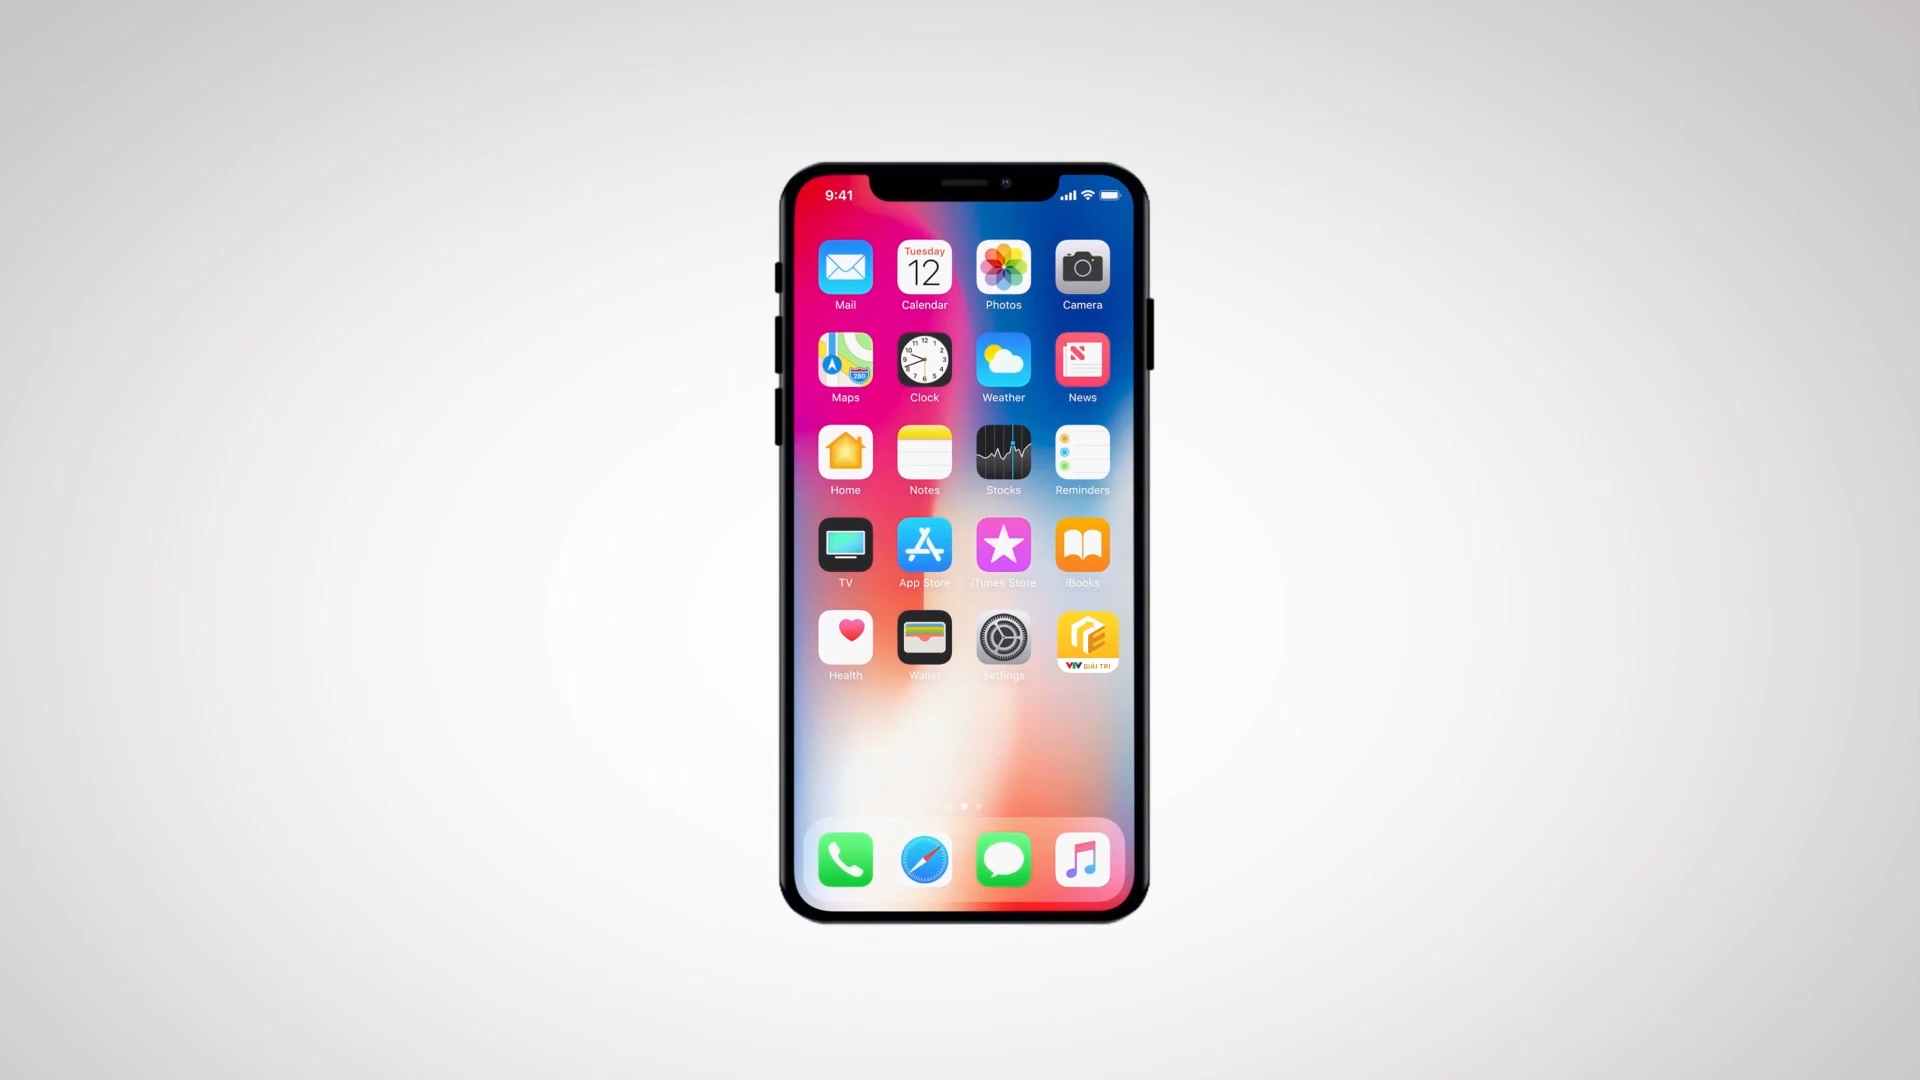 9:41
Tuesday
12
Mail Calendar Photos Camera
280
Maps Clock Weather News
Home Notes Stocks Reminders
TV App Store iTunes Store iBooks
VTV GIẢI TRÍ
Health Wallet Settings